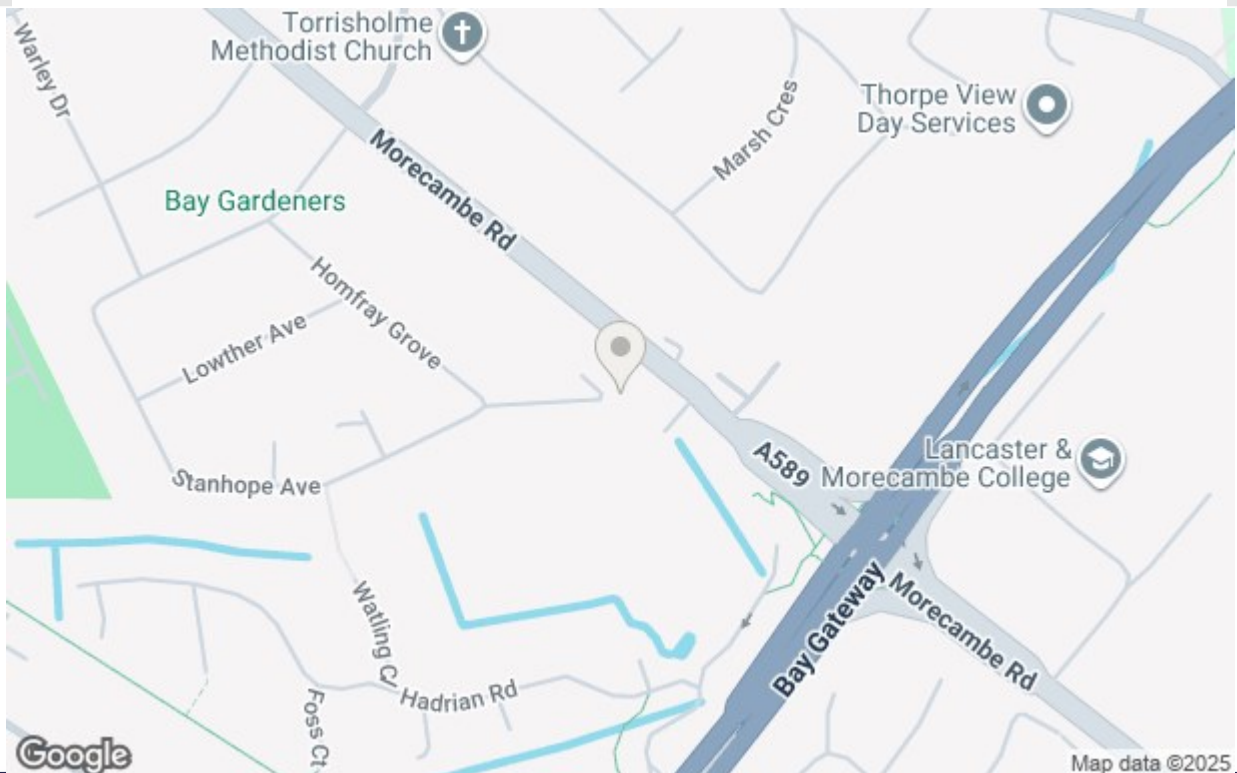 Torrisholme
Methodist Church
Warley Dr
Morecambe Rd
Marsh Cres
Thorpe View
Day Services
Bay Gardeners
Homfray Grove
Lowther Ave
Stanhope Ave
A589
Lancaster &
Morecambe College
Watling Cl
Hadrian Rd
Foss Ct
Bay Gateway
Morecambe Rd
Google
Map data ©2025